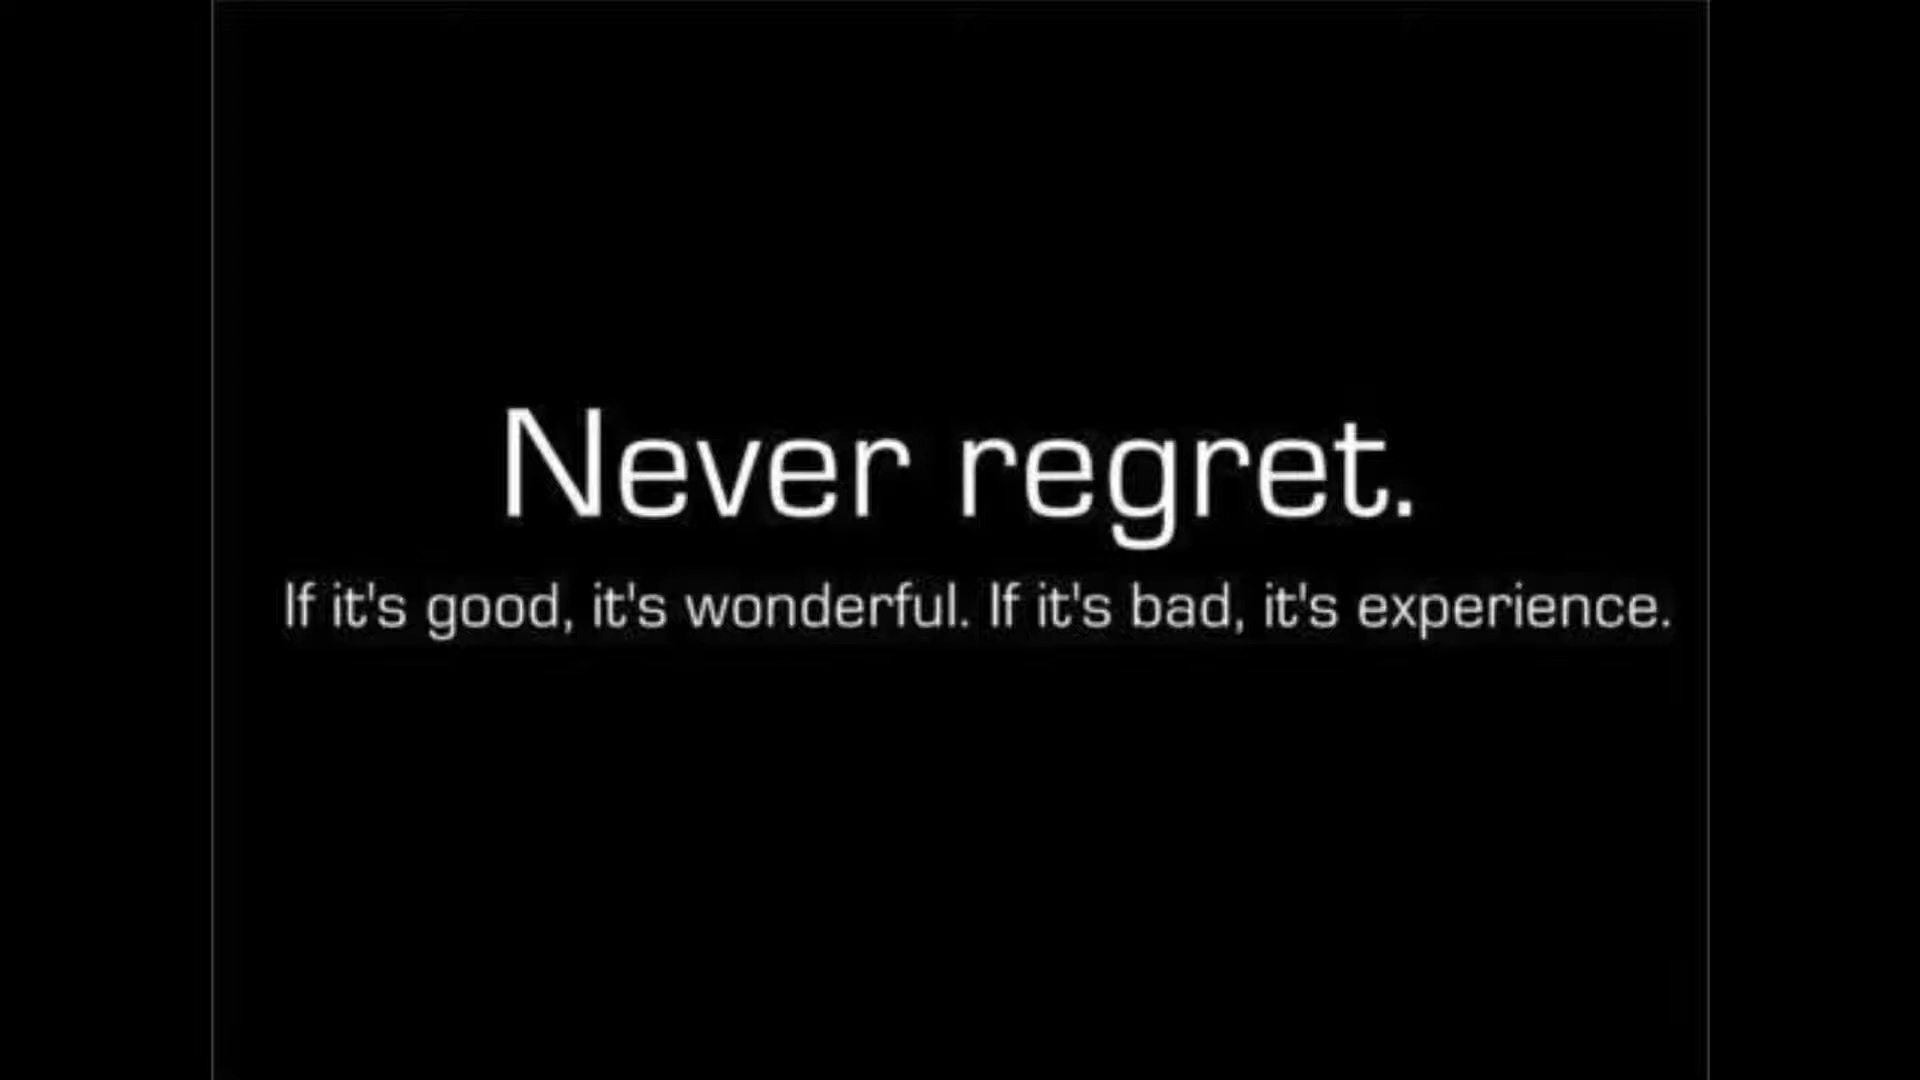 Never regret.
If it's good, it's wonderful. If it's bad, it's experience.